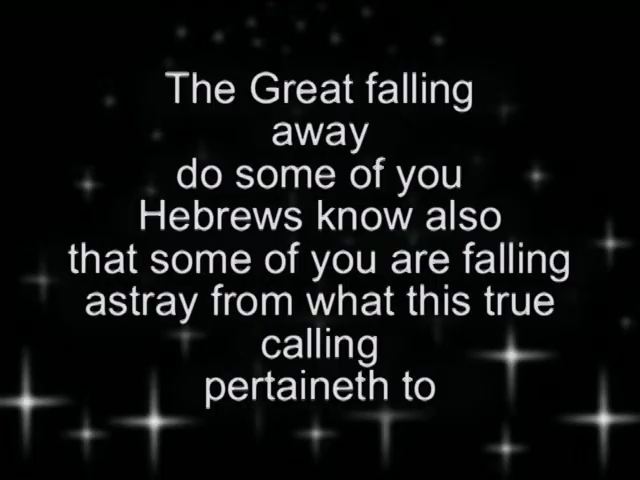 The Great falling
away
do some of you
Hebrews know also
that some of you are falling
astray from what this true
calling
pertaineth to